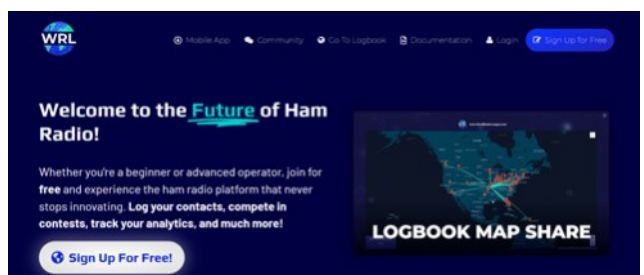 WRL
Mobile App
Community
Go To Logbook
Documentation
Login
Sign Up for Free
Welcome to the Future of Ham
Radio!
Whether you're a beginner or advanced operator, join for
free and experience the ham radio platform that never
stops innovating. Log your contacts, compete in
contests, track your analytics, and much more!
Sign Up For Free!
LOGBOOK MAP SHARE